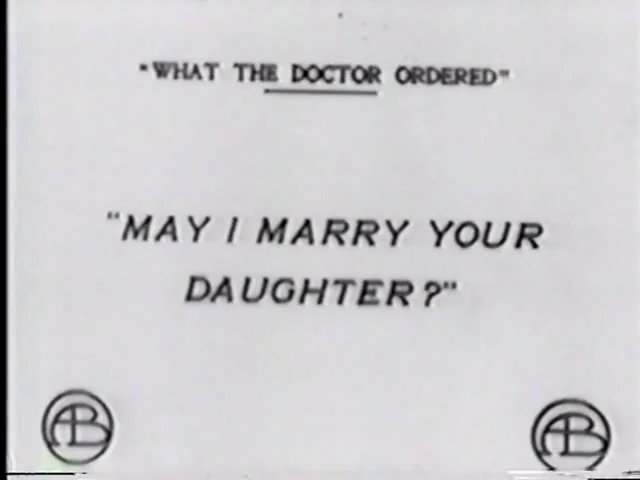 "WHAT THE DOCTOR ORDERED"
"MAY I MARRY YOUR
DAUGHTER?"
AB AB